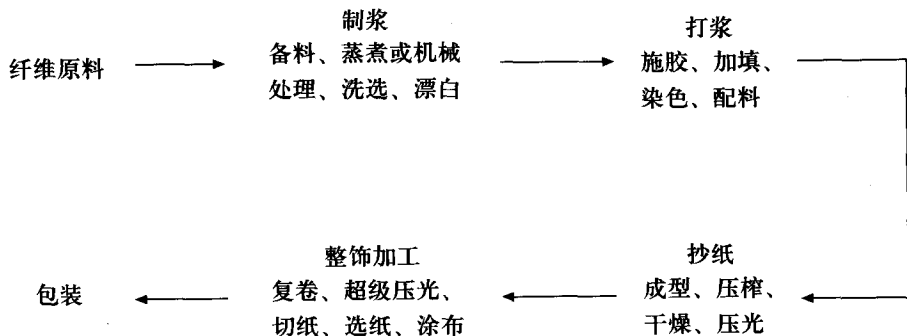 纤维原料
制浆
备料、蒸煮或机械
处理、洗选、漂白
打浆
施胶、加填、
染色、配料
抄纸
成型、压榨、
干燥、压光
整饰加工
复卷、超级压光、
切纸、选纸、涂布
包装